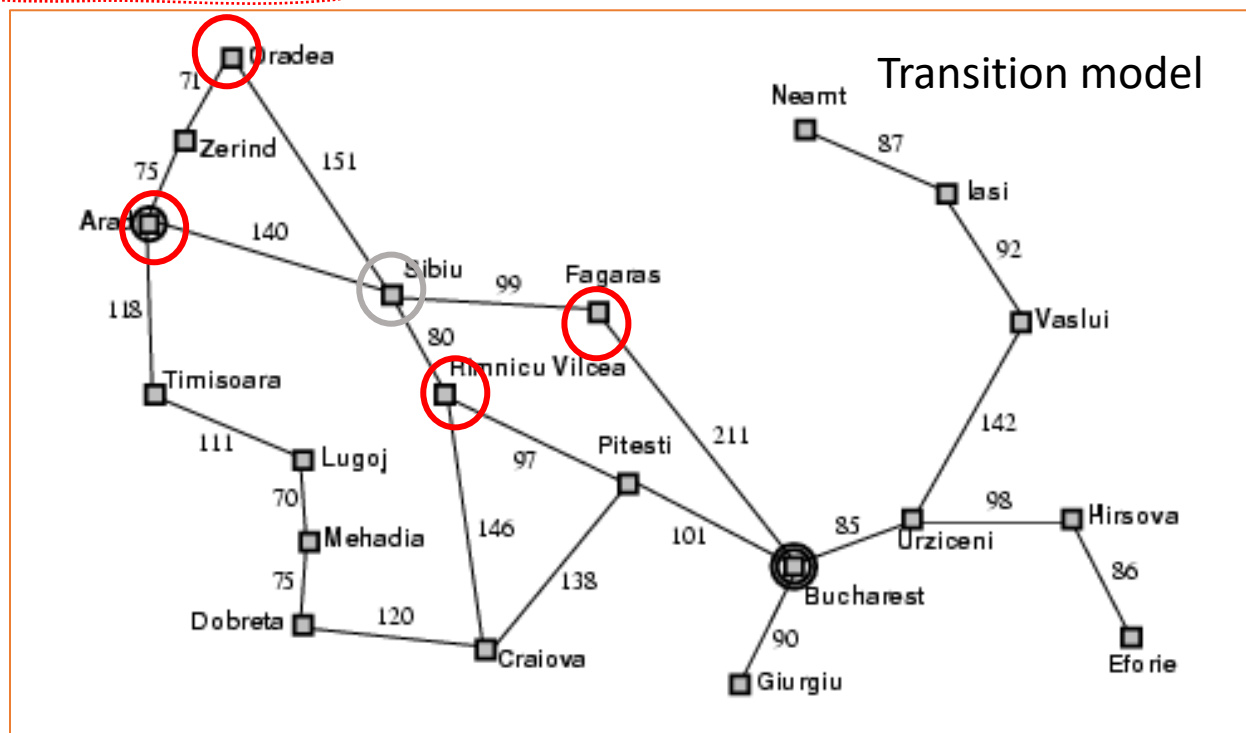 Transition model
Oradea
71
Neamt
87
Zerind
75
151
Iasi
Arad
140
92
Sibiu
Fagaras
99
118
80
Vaslui
Timisoara
Rimnicu Vilcea
142
111
Pitesti
211
Lugoj
97
70
98
Hirsova
146
101
85
Urziceni
Mehadia
86
75
138
Bucharest
Dobreta
120
90
Craiova
Eforie
Giurgiu